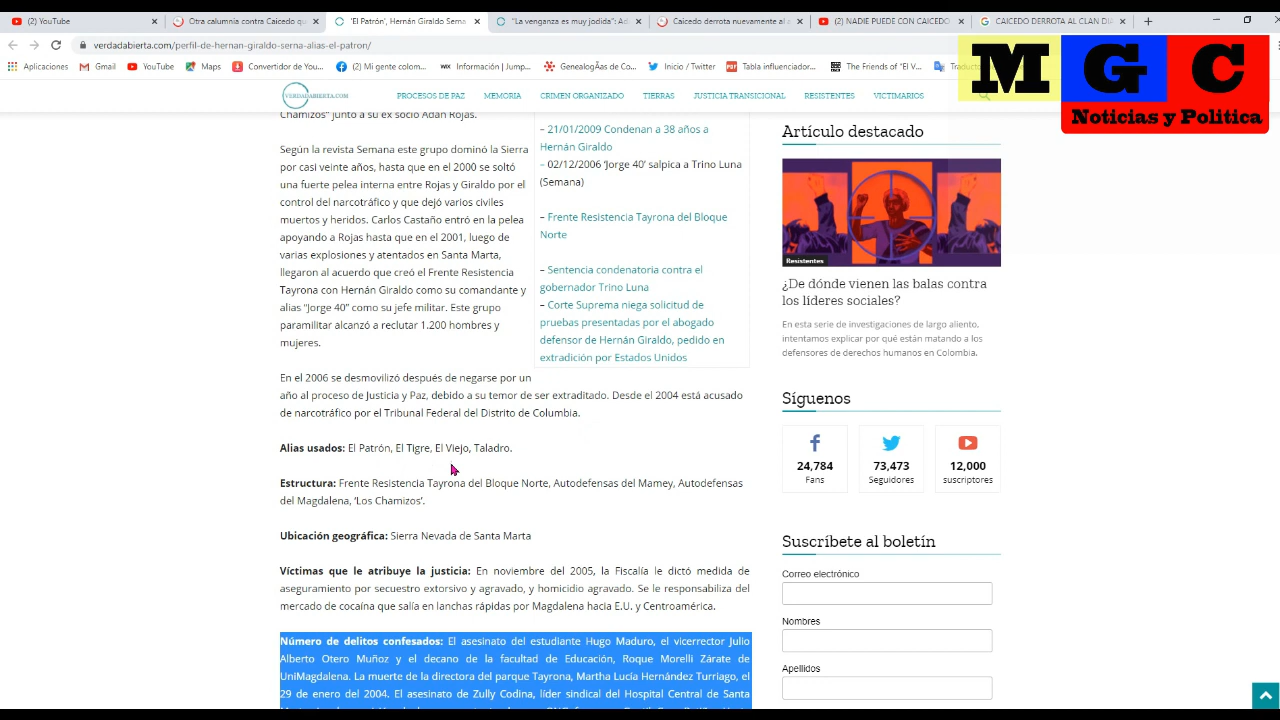 (2) YouTube
Otra calumnia contra Caicedo qu
'El Patrón', Hernán Giraldo Serna
"La venganza es muy jodida": Ad
Caicedo derrota nuevamente al a
(2) NADIE PUEDE CON CAICEDO
CAICEDO DERROTA AL CLAN DIA
verdadabierta.com/perfil-de-hernan-giraldo-serna-alias-el-patron/
Aplicaciones
Gmail
YouTube
Maps
Convertidor de You...
(2) Mi gente colom...
Información | Jump...
GenealogÃas de Co...
Inicio / Twitter
Tabla influenciador...
The Friends of "El V...
Traducto
M G C
Noticias y Politica
VERDADABIERTA.COM
PROCESOS DE PAZ
MEMORIA
CRIMEN ORGANIZADO
TIERRAS
JUSTICIA TRANSICIONAL
RESISTENTES
VICTIMARIOS
Chamizos" junto a su ex socio Adán Rojas.
Según la revista Semana este grupo dominó la Sierra
por casi veinte años, hasta que en el 2000 se soltó
una fuerte pelea interna entre Rojas y Giraldo por el
control del narcotráfico y que dejó varios civiles
muertos y heridos. Carlos Castaño entró en la pelea
apoyando a Rojas hasta que en el 2001, luego de
varias explosiones y atentados en Santa Marta,
llegaron al acuerdo que creó el Frente Resistencia
Tayrona con Hernán Giraldo como su comandante y
alias "Jorge 40" como su jefe militar. Este grupo
paramilitar alcanzó a reclutar 1.200 hombres y
mujeres.
– 21/01/2009 Condenan a 38 años a
Hernán Giraldo
– 02/12/2006 'Jorge 40' salpica a Trino Luna
(Semana)
– Frente Resistencia Tayrona del Bloque
Norte
– Sentencia condenatoria contra el
gobernador Trino Luna
– Corte Suprema niega solicitud de
pruebas presentadas por el abogado
defensor de Hernán Giraldo, pedido en
extradición por Estados Unidos
En el 2006 se desmovilizó después de negarse por un
año al proceso de Justicia y Paz, debido a su temor de ser extraditado. Desde el 2004 está acusado
de narcotráfico por el Tribunal Federal del Distrito de Columbia.
Alias usados: El Patrón, El Tigre, El Viejo, Taladro.
Estructura: Frente Resistencia Tayrona del Bloque Norte, Autodefensas del Mamey, Autodefensas
del Magdalena, 'Los Chamizos'.
Ubicación geográfica: Sierra Nevada de Santa Marta
Víctimas que le atribuye la justicia: En noviembre del 2005, la Fiscalía le dictó medida de
aseguramiento por secuestro extorsivo y agravado, y homicidio agravado. Se le responsabiliza del
mercado de cocaína que salía en lanchas rápidas por Magdalena hacia E.U. y Centroamérica.
Número de delitos confesados: El asesinato del estudiante Hugo Maduro, el vicerrector Julio
Alberto Otero Muñoz y el decano de la facultad de Educación, Roque Morelli Zárate de
UniMagdalena. La muerte de la directora del parque Tayrona, Martha Lucía Hernández Turriago, el
29 de enero del 2004. El asesinato de Zully Codina, líder sindical del Hospital Central de Santa
Artículo destacado
Resistentes
¿De dónde vienen las balas contra
los líderes sociales?
En esta serie de investigaciones de largo aliento,
intentamos explicar por qué están matando a los
defensores de derechos humanos en Colombia.
Síguenos
24,784
Fans
73,473
Seguidores
12,000
suscriptores
Suscríbete al boletín
Correo electrónico
Nombres
Apellidos